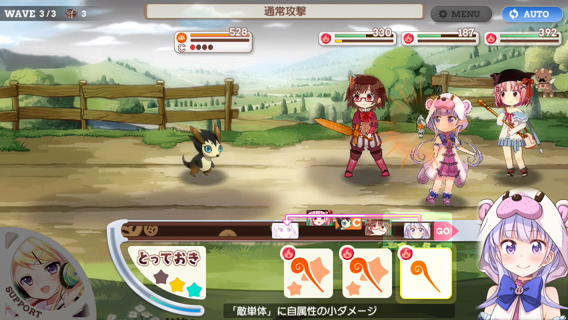 WAVE 3/3 3
通常攻撃
MENU
AUTO
528
C
330
187
392
C
GO!
とっておき
SUPPORT
「敵単体」に自属性の小ダメージ